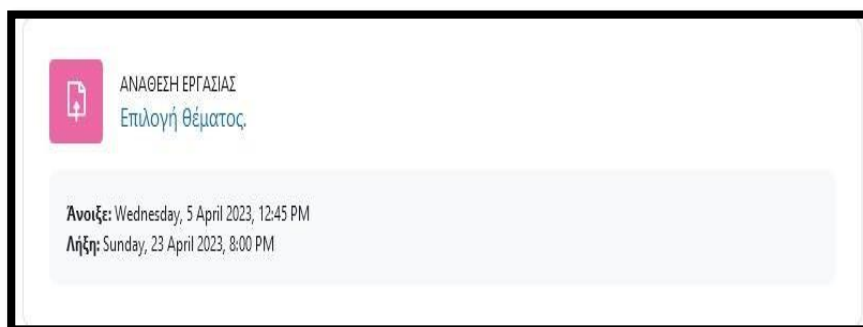 ΑΝΑΘΕΣΗ ΕΡΓΑΣΙΑΣ
Επιλογή θέματος.
Άνοιξε: Wednesday, 5 April 2023, 12:45 PM
Λήξη: Sunday, 23 April 2023, 8:00 PM